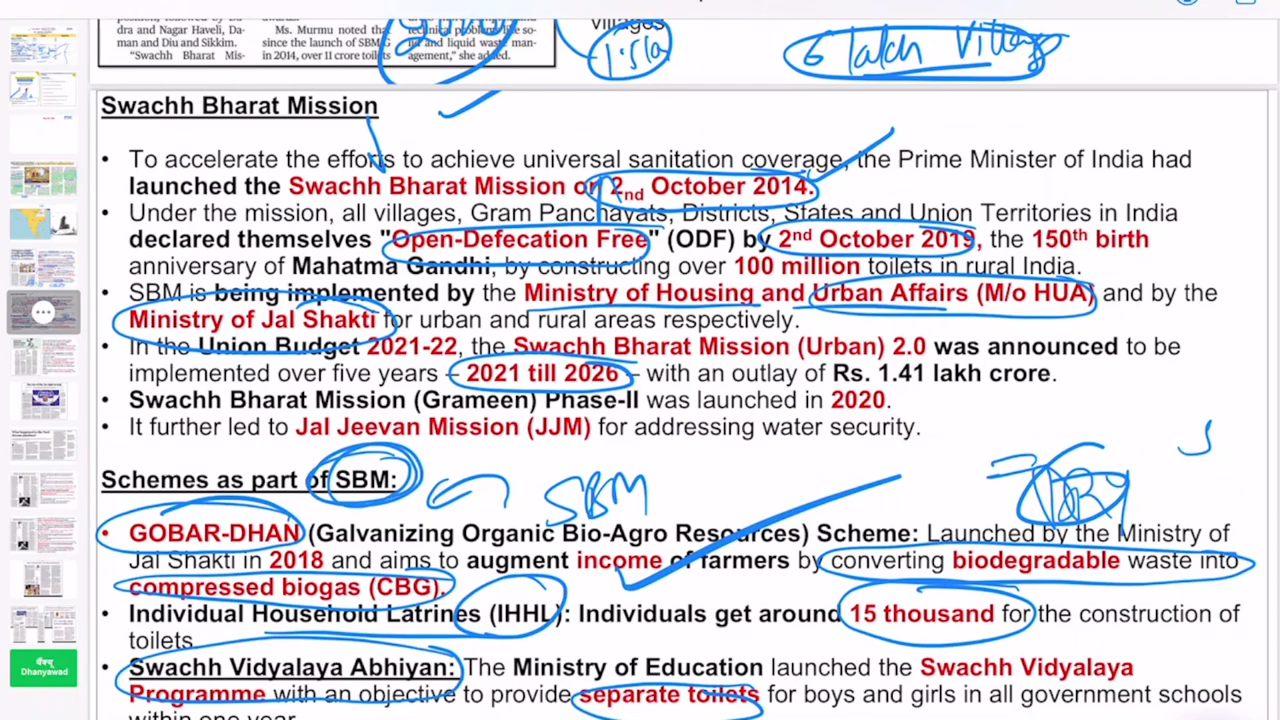 position, followed by Da-
dra and Nagar Haveli, Da-
man and Diu and Sikkim.
"Swachh Bharat Mis-
Ms. Murmu noted that
since the launch of SBM-G
in 2014, over 11 crore toilets
technical problem, like so-
and liquid waste man-
agement," she added.
villages
6 lakh Village
Swachh Bharat Mission
• To accelerate the efforts to achieve universal sanitation coverage, the Prime Minister of India had
launched the Swachh Bharat Mission on 2nd October 2014.
• Under the mission, all villages, Gram Panchayats, Districts, States and Union Territories in India
declared themselves "Open-Defecation Free" (ODF) by 2nd October 2019, the 150th birth
anniversary of Mahatma Gandhi, by constructing over 100 million toilets in rural India.
• SBM is being implemented by the Ministry of Housing and Urban Affairs (M/o HUA) and by the
Ministry of Jal Shakti for urban and rural areas respectively.
• In the Union Budget 2021-22, the Swachh Bharat Mission (Urban) 2.0 was announced to be
implemented over five years – 2021 till 2026 – with an outlay of Rs. 1.41 lakh crore.
• Swachh Bharat Mission (Grameen) Phase-II was launched in 2020.
• It further led to Jal Jeevan Mission (JJM) for addressing water security.
Schemes as part of SBM:
SBM
• GOBAR-DHAN (Galvanizing Organic Bio-Agro Resources) Scheme: Launched by the Ministry of
Jal Shakti in 2018 and aims to augment income of farmers by converting biodegradable waste into
compressed biogas (CBG).
• Individual Household Latrines (IHHL): Individuals get around 15 thousand for the construction of
toilets.
• Swachh Vidyalaya Abhiyan: The Ministry of Education launched the Swachh Vidyalaya
Programme with an objective to provide separate toilets for boys and girls in all government schools
within one year.
धन्यवाद
Dhanyawad